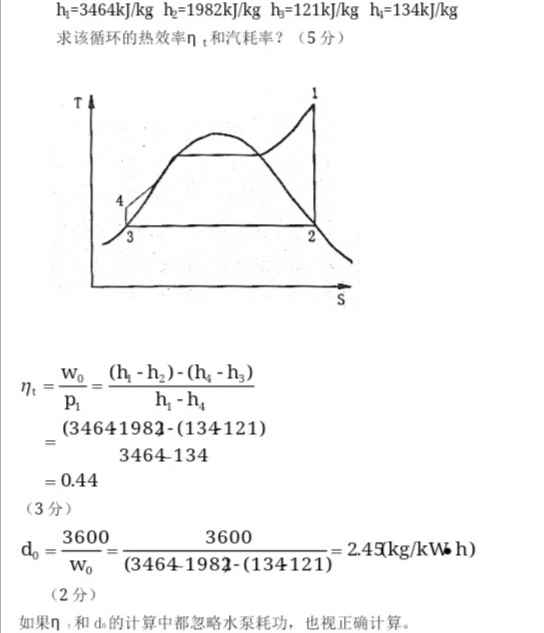 h₁=3464kJ/kg h₂=1982kJ/kg h₃=121kJ/kg h₄=134kJ/kg
求该循环的热效率η t和汽耗率？（5 分）
T
1
4
3
2
S
ηt = w₀/p₁ = (h₁ - h₂) - (h₄ - h₃)/h₁ - h₄
= (3464-1982)-(134-121)/3464-134
= 0.44
（3 分）
d₀ = 3600/w₀ = 3600/(3464-1982)-(134-121) = 2.45(kg/kW•h)
（2 分）
如果η t和 d₀的计算中都忽略水泵耗功，也视正确计算。